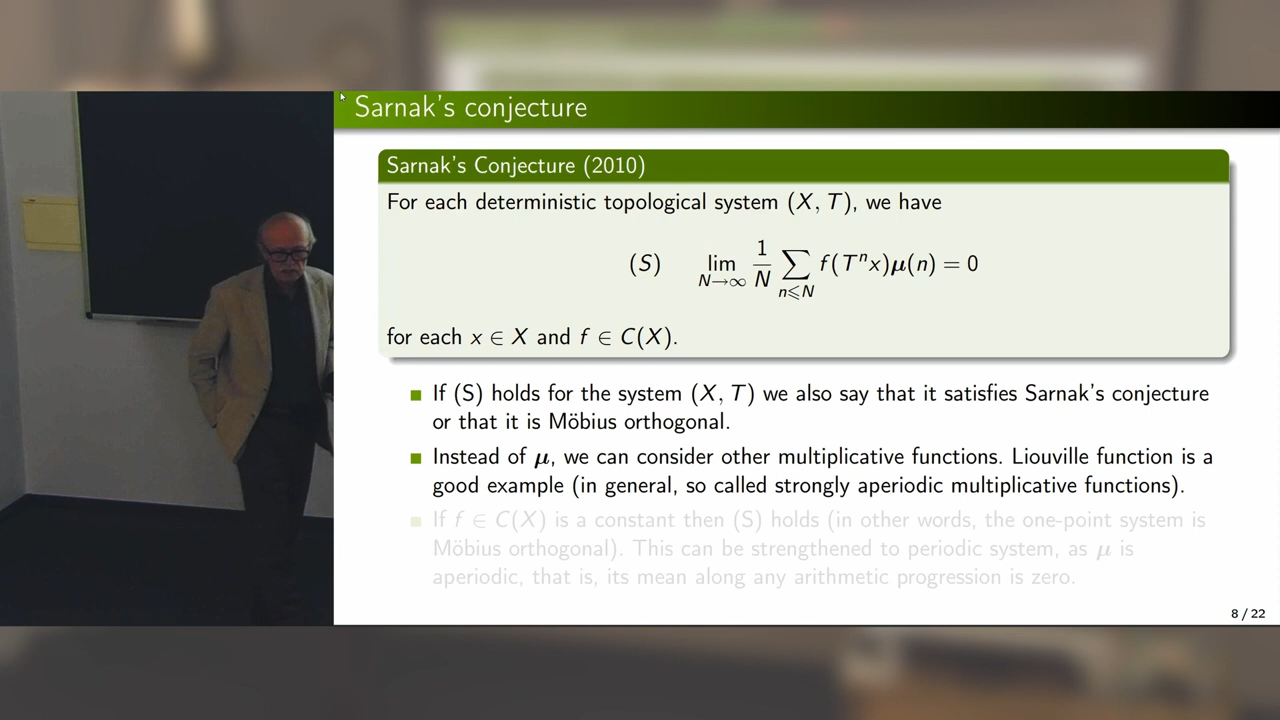 Sarnak's conjecture
Sarnak's Conjecture (2010)
For each deterministic topological system (X, T), we have
(S) lim_{N→∞} 1/N ∑_{n⩽N} f(Tⁿx)μ(n) = 0
for each x ∈ X and f ∈ C(X).
If (S) holds for the system (X, T) we also say that it satisfies Sarnak's conjecture
or that it is Möbius orthogonal.
Instead of μ, we can consider other multiplicative functions. Liouville function is a
good example (in general, so called strongly aperiodic multiplicative functions).
If f ∈ C(X) is a constant then (S) holds (in other words, the one-point system is
Möbius orthogonal). This can be strengthened to periodic system, as μ is
aperiodic, that is, its mean along any arithmetic progression is zero.
8 / 22